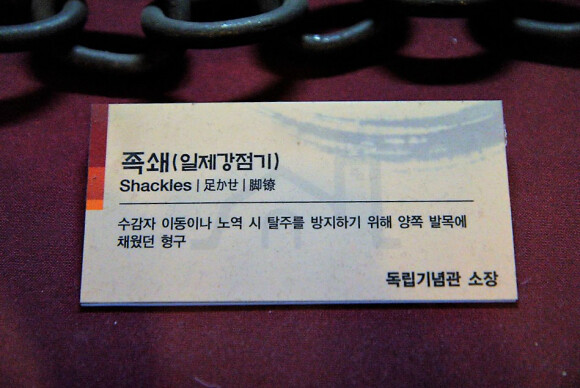 족쇄(일제강점기)
Shackles | 足かせ | 脚镣
수감자 이동이나 노역 시 탈주를 방지하기 위해 양쪽 발목에
채웠던 형구
독립기념관 소장